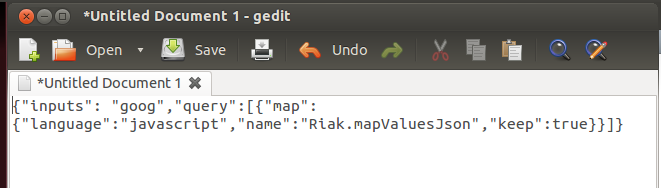 *Untitled Document 1 - gedit
Open Save Undo
*Untitled Document 1
{"inputs": "goog","query":[{"map":
{"language":"javascript","name":"Riak.mapValuesJson","keep":true}}]}